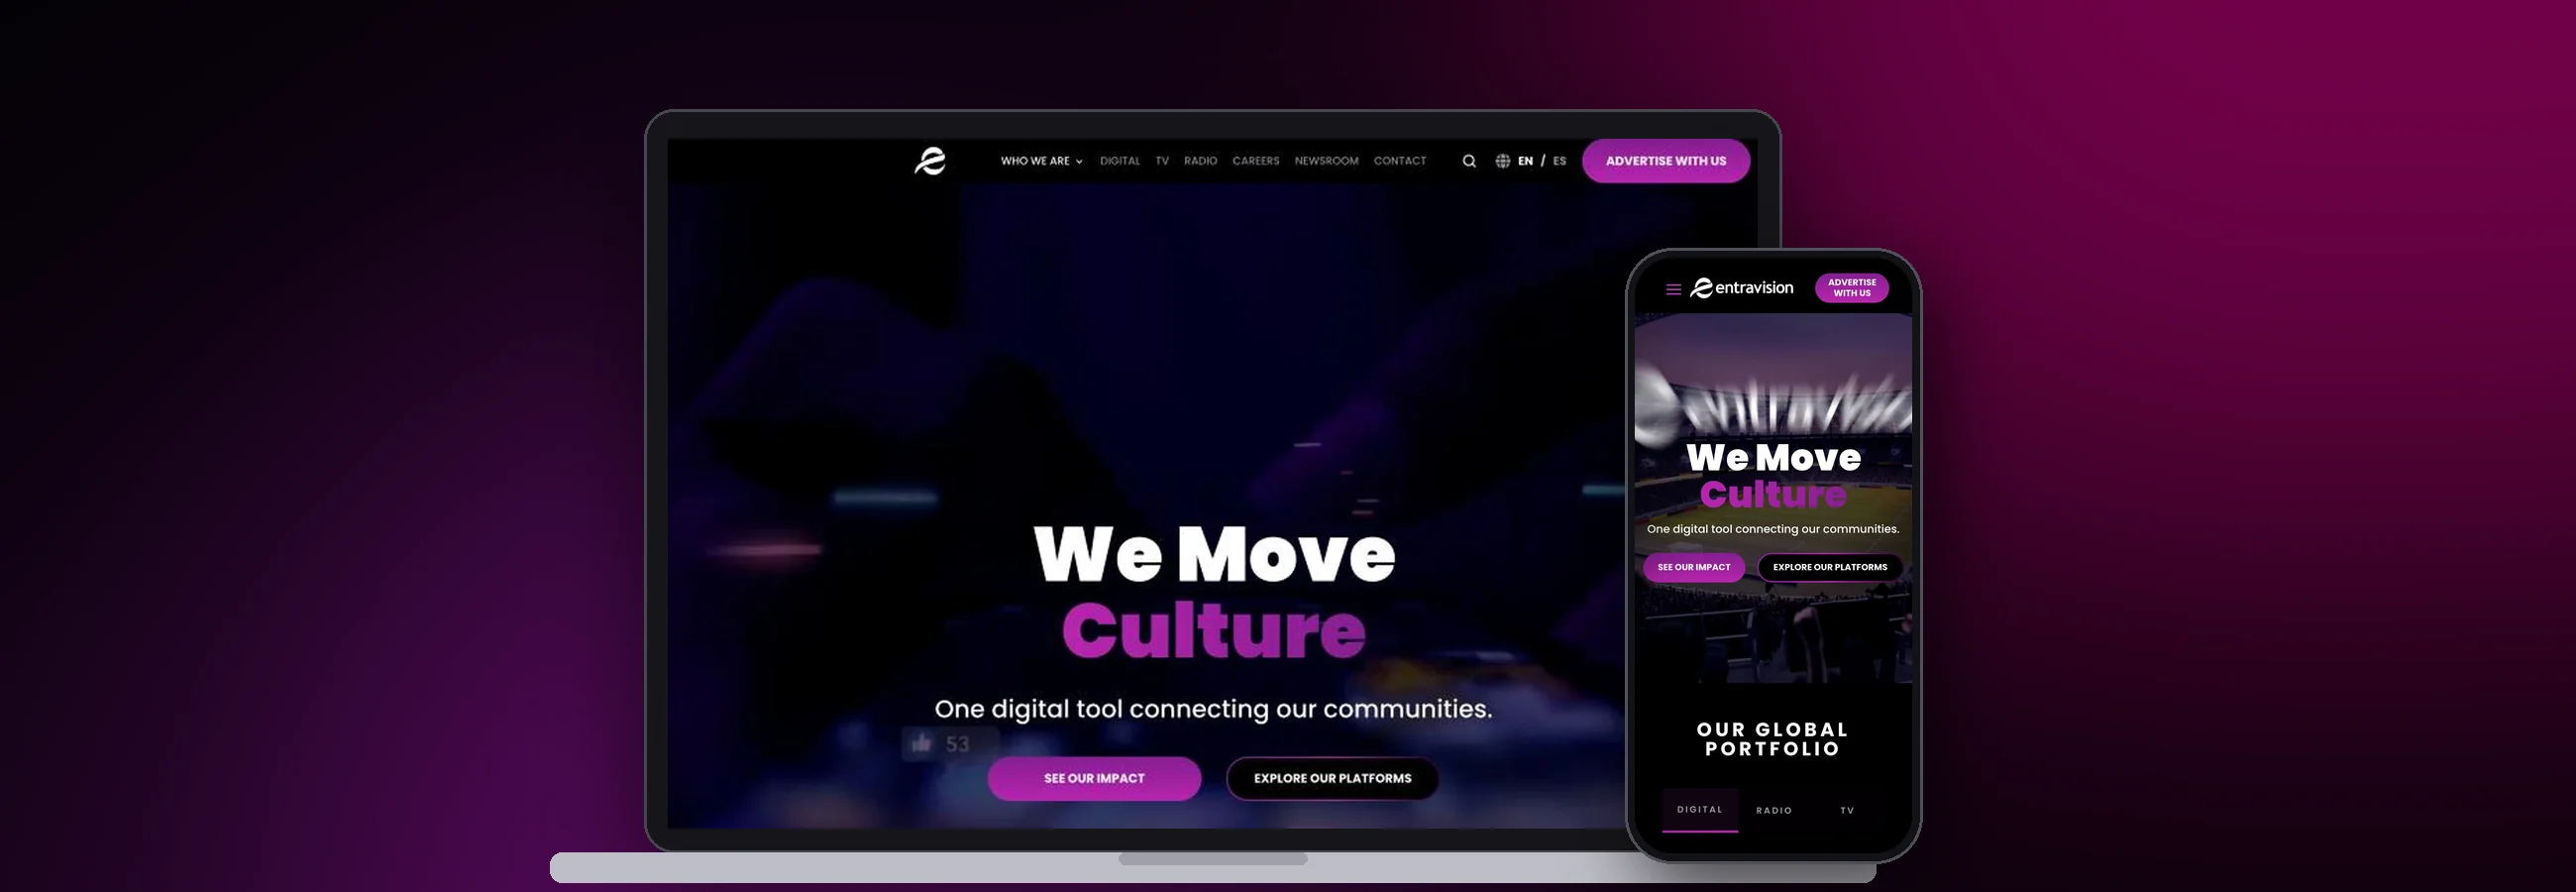 WHO WE ARE DIGITAL TV RADIO CAREERS NEWSROOM CONTACT EN / ES ADVERTISE WITH US
We Move
Culture
One digital tool connecting our communities.
53
SEE OUR IMPACT EXPLORE OUR PLATFORMS
entravision
ADVERTISE
WITH US
We Move
Culture
One digital tool connecting our communities.
SEE OUR IMPACT EXPLORE OUR PLATFORMS
OUR GLOBAL
PORTFOLIO
DIGITAL RADIO TV